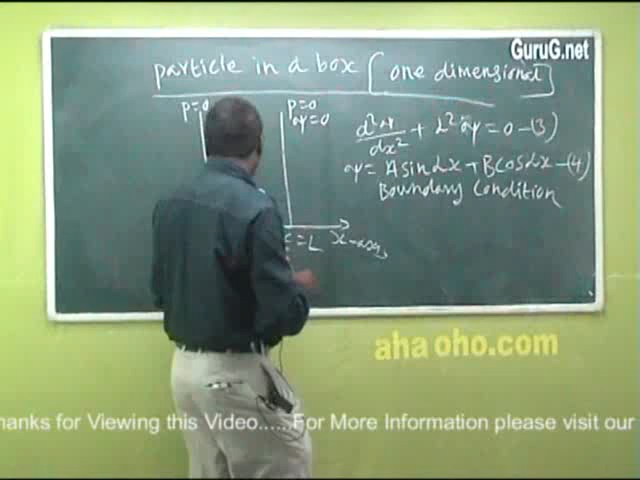 GuruG.net
particle in a box [one dimensional]
P=0
P=0
ψ=0
d²ψ/dx² + α²ψ = 0 – (3)
ψ = A sin αx + B cos αx – (4)
Boundary Condition
= L
x-axis
aha oho.com
hanks for Viewing this Video......For More Information please visit our